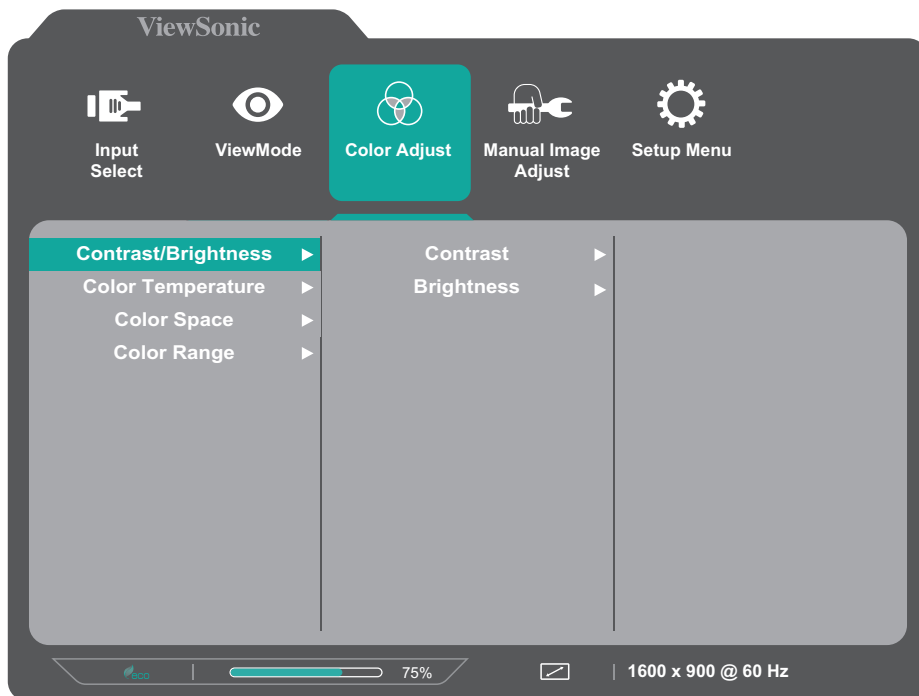 ViewSonic
Input Select
ViewMode
Color Adjust
Manual Image Adjust
Setup Menu
Contrast/Brightness
Color Temperature
Color Space
Color Range
Contrast
Brightness
eco
75%
1600 x 900 @ 60 Hz